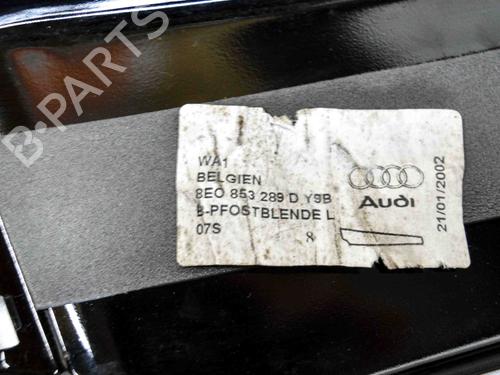 B-PARTS
WA1
BELGIEN
8E0 853 289 D Y9B
B-PFOSTBLENDE L
07S 8
Audi
21/01/2002